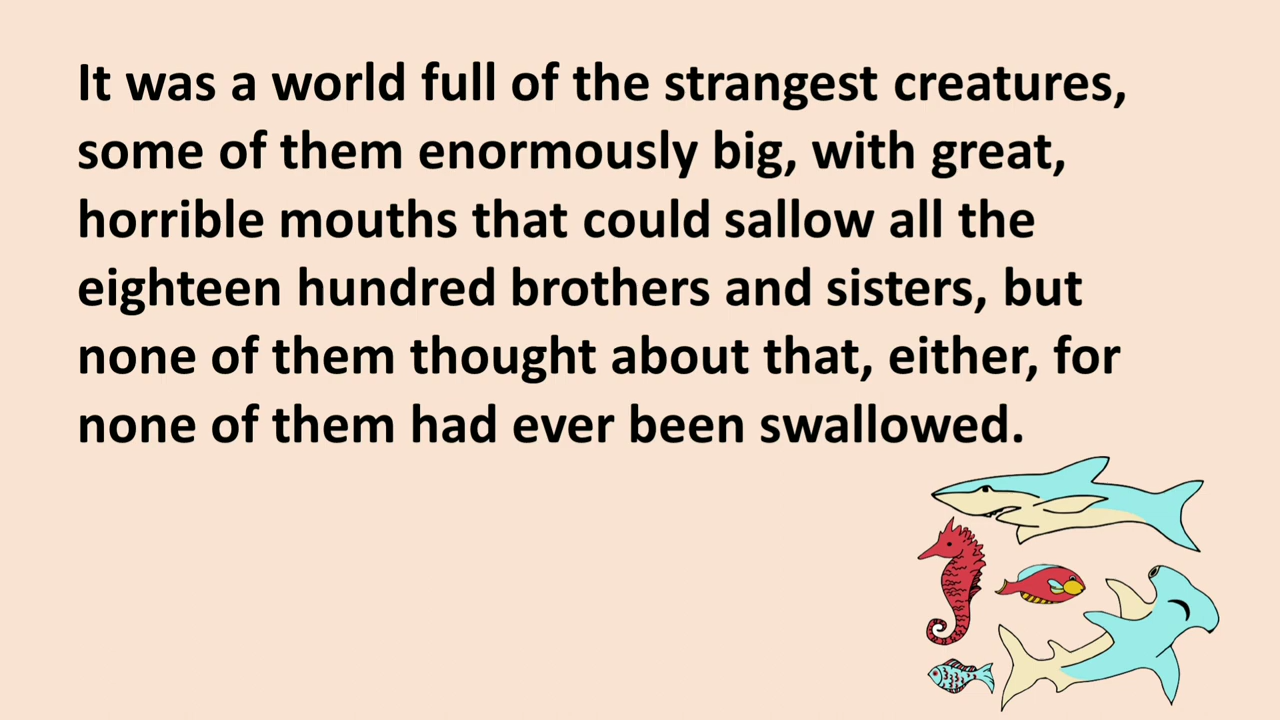 It was a world full of the strangest creatures,
some of them enormously big, with great,
horrible mouths that could sallow all the
eighteen hundred brothers and sisters, but
none of them thought about that, either, for
none of them had ever been swallowed.